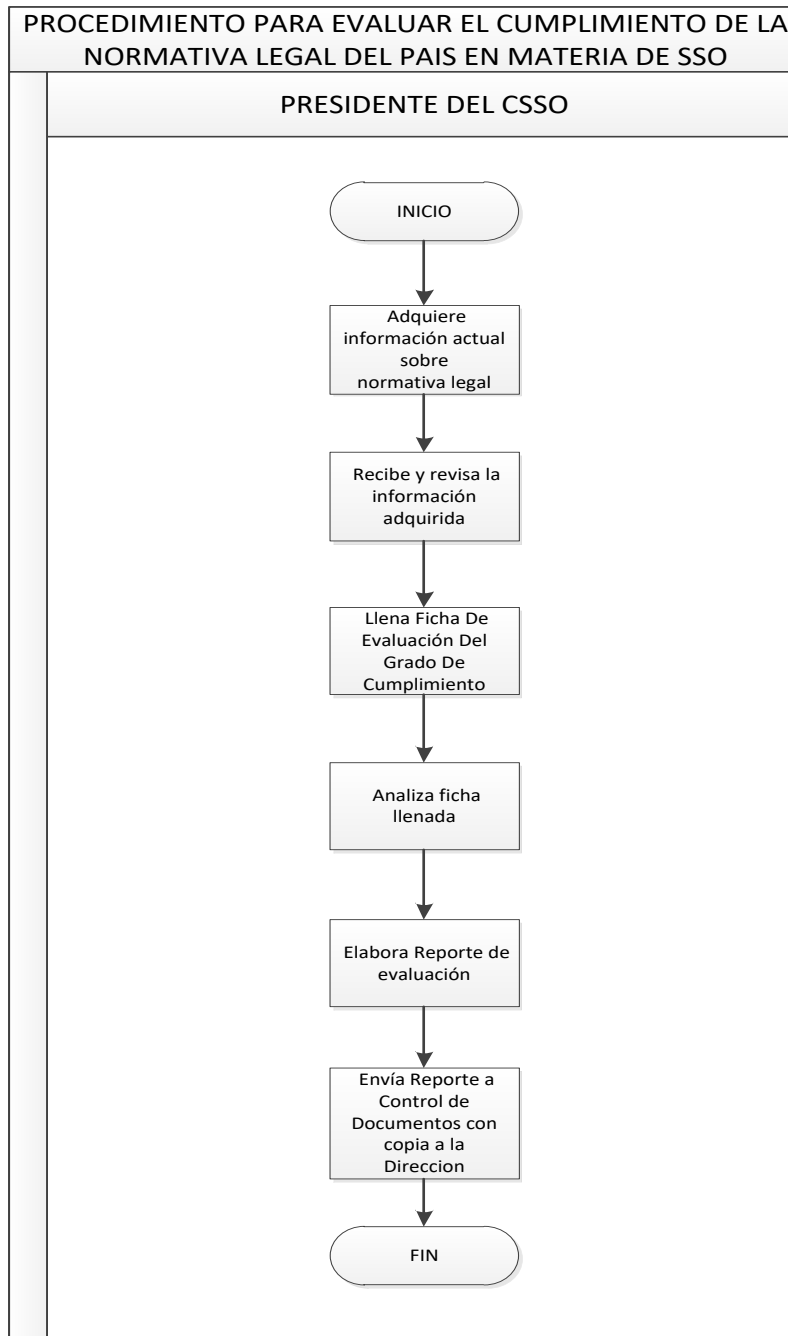 PROCEDIMIENTO PARA EVALUAR EL CUMPLIMIENTO DE LA
NORMATIVA LEGAL DEL PAIS EN MATERIA DE SSO
PRESIDENTE DEL CSSO
INICIO
Adquiere
información actual
sobre
normativa legal
Recibe y revisa la
información
adquirida
Llena Ficha De
Evaluación Del
Grado De
Cumplimiento
Analiza ficha
llenada
Elabora Reporte de
evaluación
Envía Reporte a
Control de
Documentos con
copia a la
Direccion
FIN